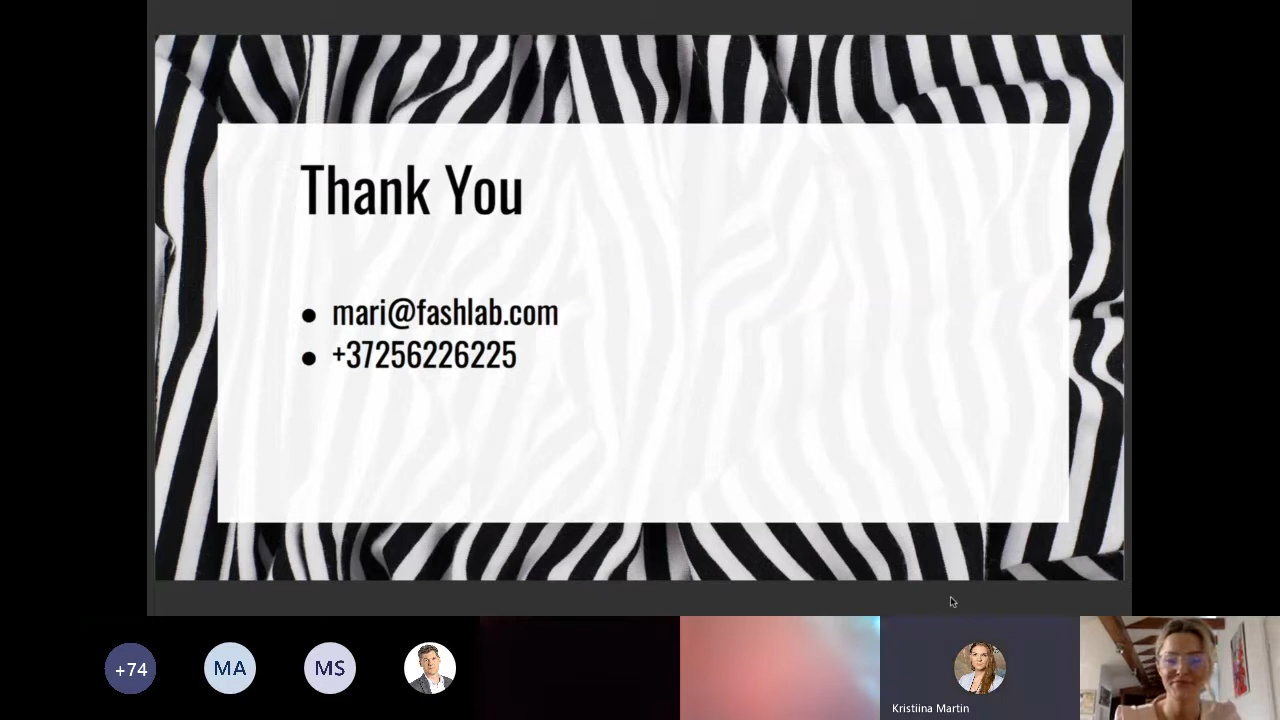 Thank You
● mari@fashlab.com
● +37256226225
+74
MA
MS
Kristiina Martin